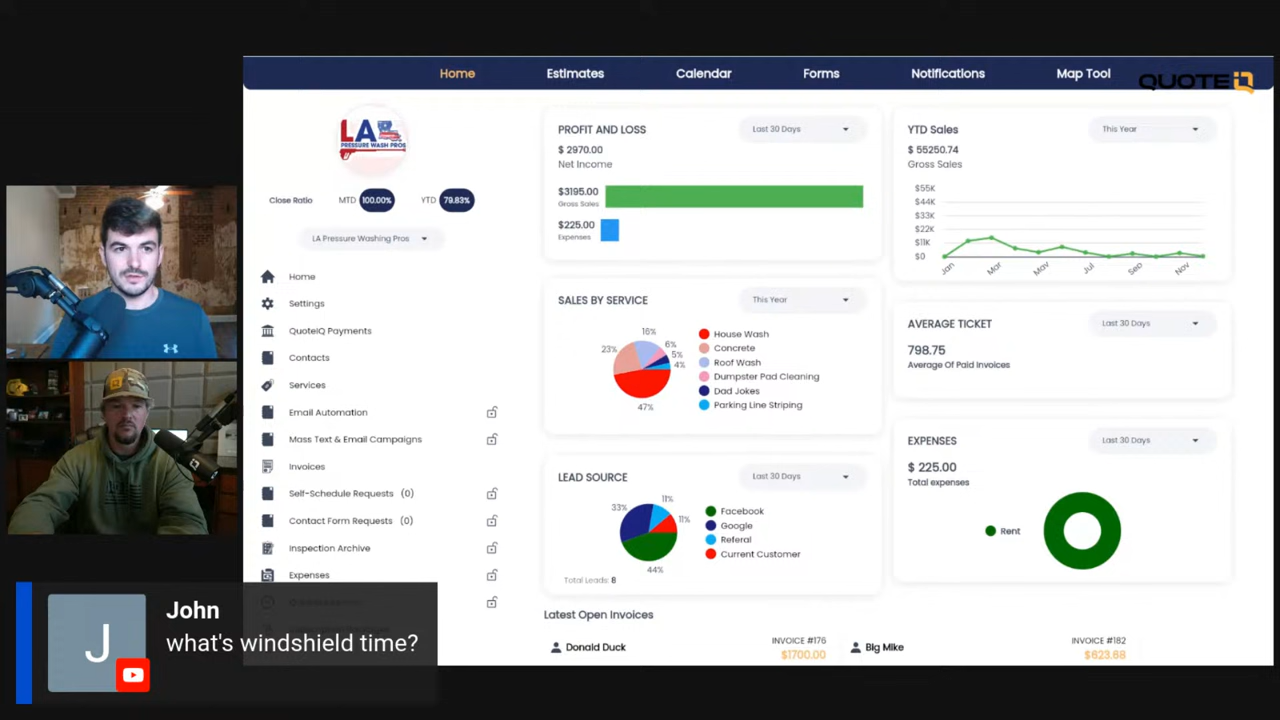 Home Estimates Calendar Forms Notifications Map Tool
QUOTEIQ
LA
PRESSURE WASH PROS
Close Ratio MTD 100.00% YTD 79.83%
LA Pressure Washing Pros
Home
Settings
QuoteIQ Payments
Contacts
Services
Email Automation
Mass Text & Email Campaigns
Invoices
Self-Schedule Requests (0)
Contact Form Requests (0)
Inspection Archive
Expenses
PROFIT AND LOSS Last 30 Days
$ 2970.00
Net Income
$3195.00
Gross Sales
$225.00
Expenses
YTD Sales This Year
$ 55250.74
Gross Sales
$55K
$44K
$33K
$22K
$11K
$0
Jan Mar May Jul Sep Nov
SALES BY SERVICE This Year
16%
6%
5%
4%
23%
47%
House Wash
Concrete
Roof Wash
Dumpster Pad Cleaning
Dad Jokes
Parking Line Striping
AVERAGE TICKET Last 30 Days
798.75
Average Of Paid Invoices
LEAD SOURCE Last 30 Days
11%
33%
11%
44%
Facebook
Google
Referal
Current Customer
Total Leads: 8
EXPENSES Last 30 Days
$ 225.00
Total expenses
Rent
Latest Open Invoices
Donald Duck INVOICE #176
$1700.00
Big Mike INVOICE #182
$623.68
J
John
what's windshield time?